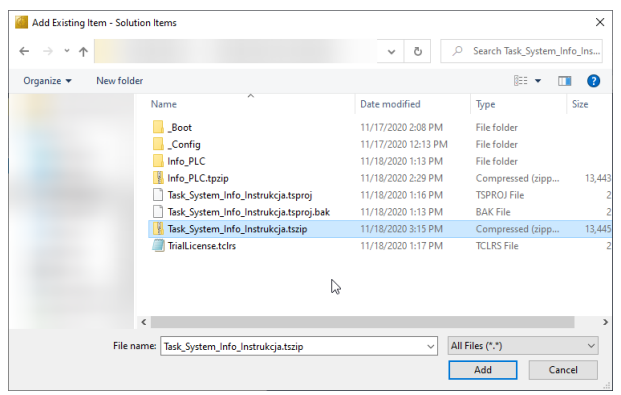 Add Existing Item - Solution Items
Search Task_System_Info_Ins...
Organize New folder
Name Date modified Type Size
_Boot 11/17/2020 2:08 PM File folder
_Config 11/17/2020 12:13 PM File folder
Info_PLC 11/18/2020 1:13 PM File folder
Info_PLC.tpzip 11/18/2020 2:29 PM Compressed (zipp... 13,443
Task_System_Info_Instrukcja.tsproj 11/18/2020 1:16 PM TSPROJ File 2
Task_System_Info_Instrukcja.tsproj.bak 11/18/2020 1:13 PM BAK File 2
Task_System_Info_Instrukcja.tszip 11/18/2020 3:15 PM Compressed (zipp... 13,445
TrialLicense.tclrs 11/18/2020 1:17 PM TCLRS File 2
File name: Task_System_Info_Instrukcja.tszip All Files (*.*)
Add Cancel